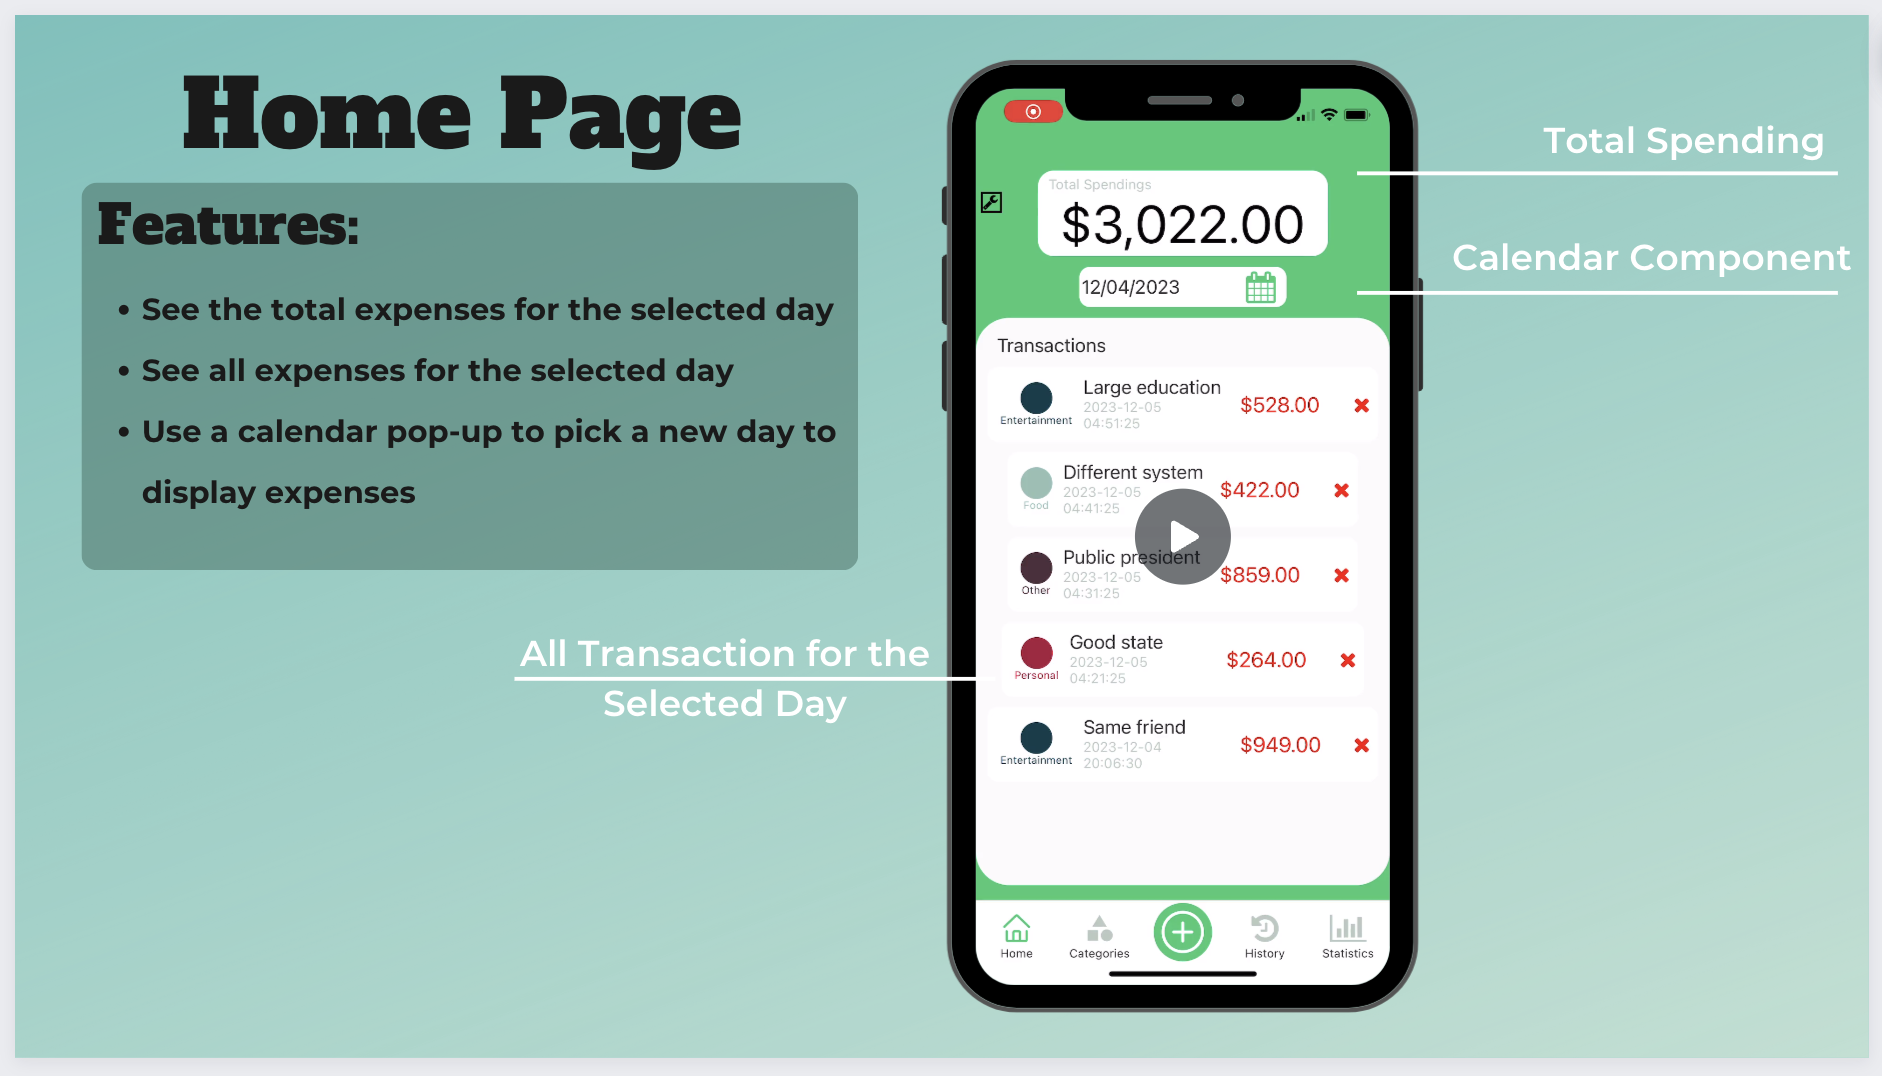 Home Page
Features:
• See the total expenses for the selected day
• See all expenses for the selected day
• Use a calendar pop-up to pick a new day to
display expenses
All Transaction for the
Selected Day
Total Spending
Calendar Component
Total Spendings
$3,022.00
12/04/2023
Transactions
Large education
2023-12-05
04:51:25
Entertainment
$528.00
Different system
2023-12-05
04:41:25
Food
$422.00
Public president
2023-12-05
04:31:25
Other
$859.00
Good state
2023-12-05
04:21:25
Personal
$264.00
Same friend
2023-12-04
20:06:30
Entertainment
$949.00
Home
Categories
History
Statistics